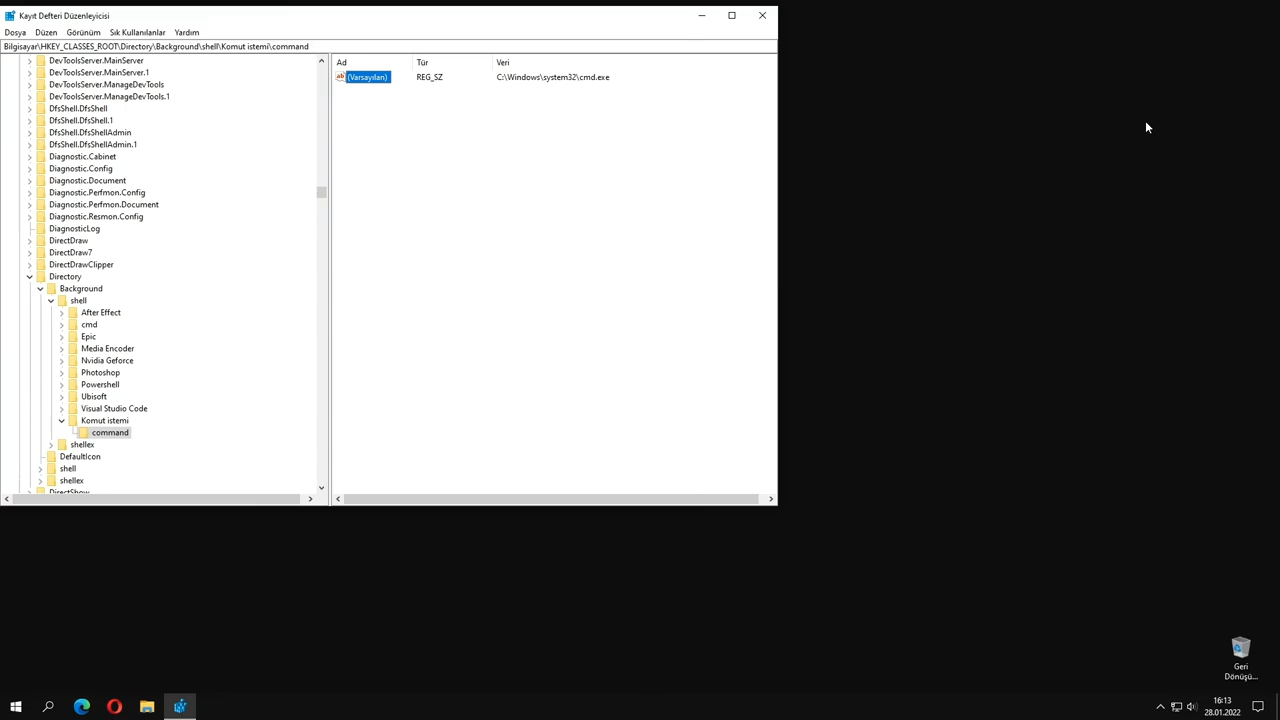 Kayıt Defteri Düzenleyicisi
Dosya Düzen Görünüm Sık Kullanılanlar Yardım
Bilgisayar\HKEY_CLASSES_ROOT\Directory\Background\shell\Komut istemi\command
DevToolsServer.MainServer
DevToolsServer.MainServer.1
DevToolsServer.ManageDevTools
DevToolsServer.ManageDevTools.1
DfsShell.DfsShell
DfsShell.DfsShell.1
DfsShell.DfsShellAdmin
DfsShell.DfsShellAdmin.1
Diagnostic.Cabinet
Diagnostic.Config
Diagnostic.Document
Diagnostic.Perfmon.Config
Diagnostic.Perfmon.Document
Diagnostic.Resmon.Config
DiagnosticLog
DirectDraw
DirectDraw7
DirectDrawClipper
Directory
Background
shell
After Effect
cmd
Epic
Media Encoder
Nvidia Geforce
Photoshop
Powershell
Ubisoft
Visual Studio Code
Komut istemi
command
shellex
DefaultIcon
shell
shellex
DirectShow
Ad Tür Veri
ab (Varsayılan) REG_SZ C:\Windows\system32\cmd.exe
Geri
Dönüşü...
16:13
28.01.2022